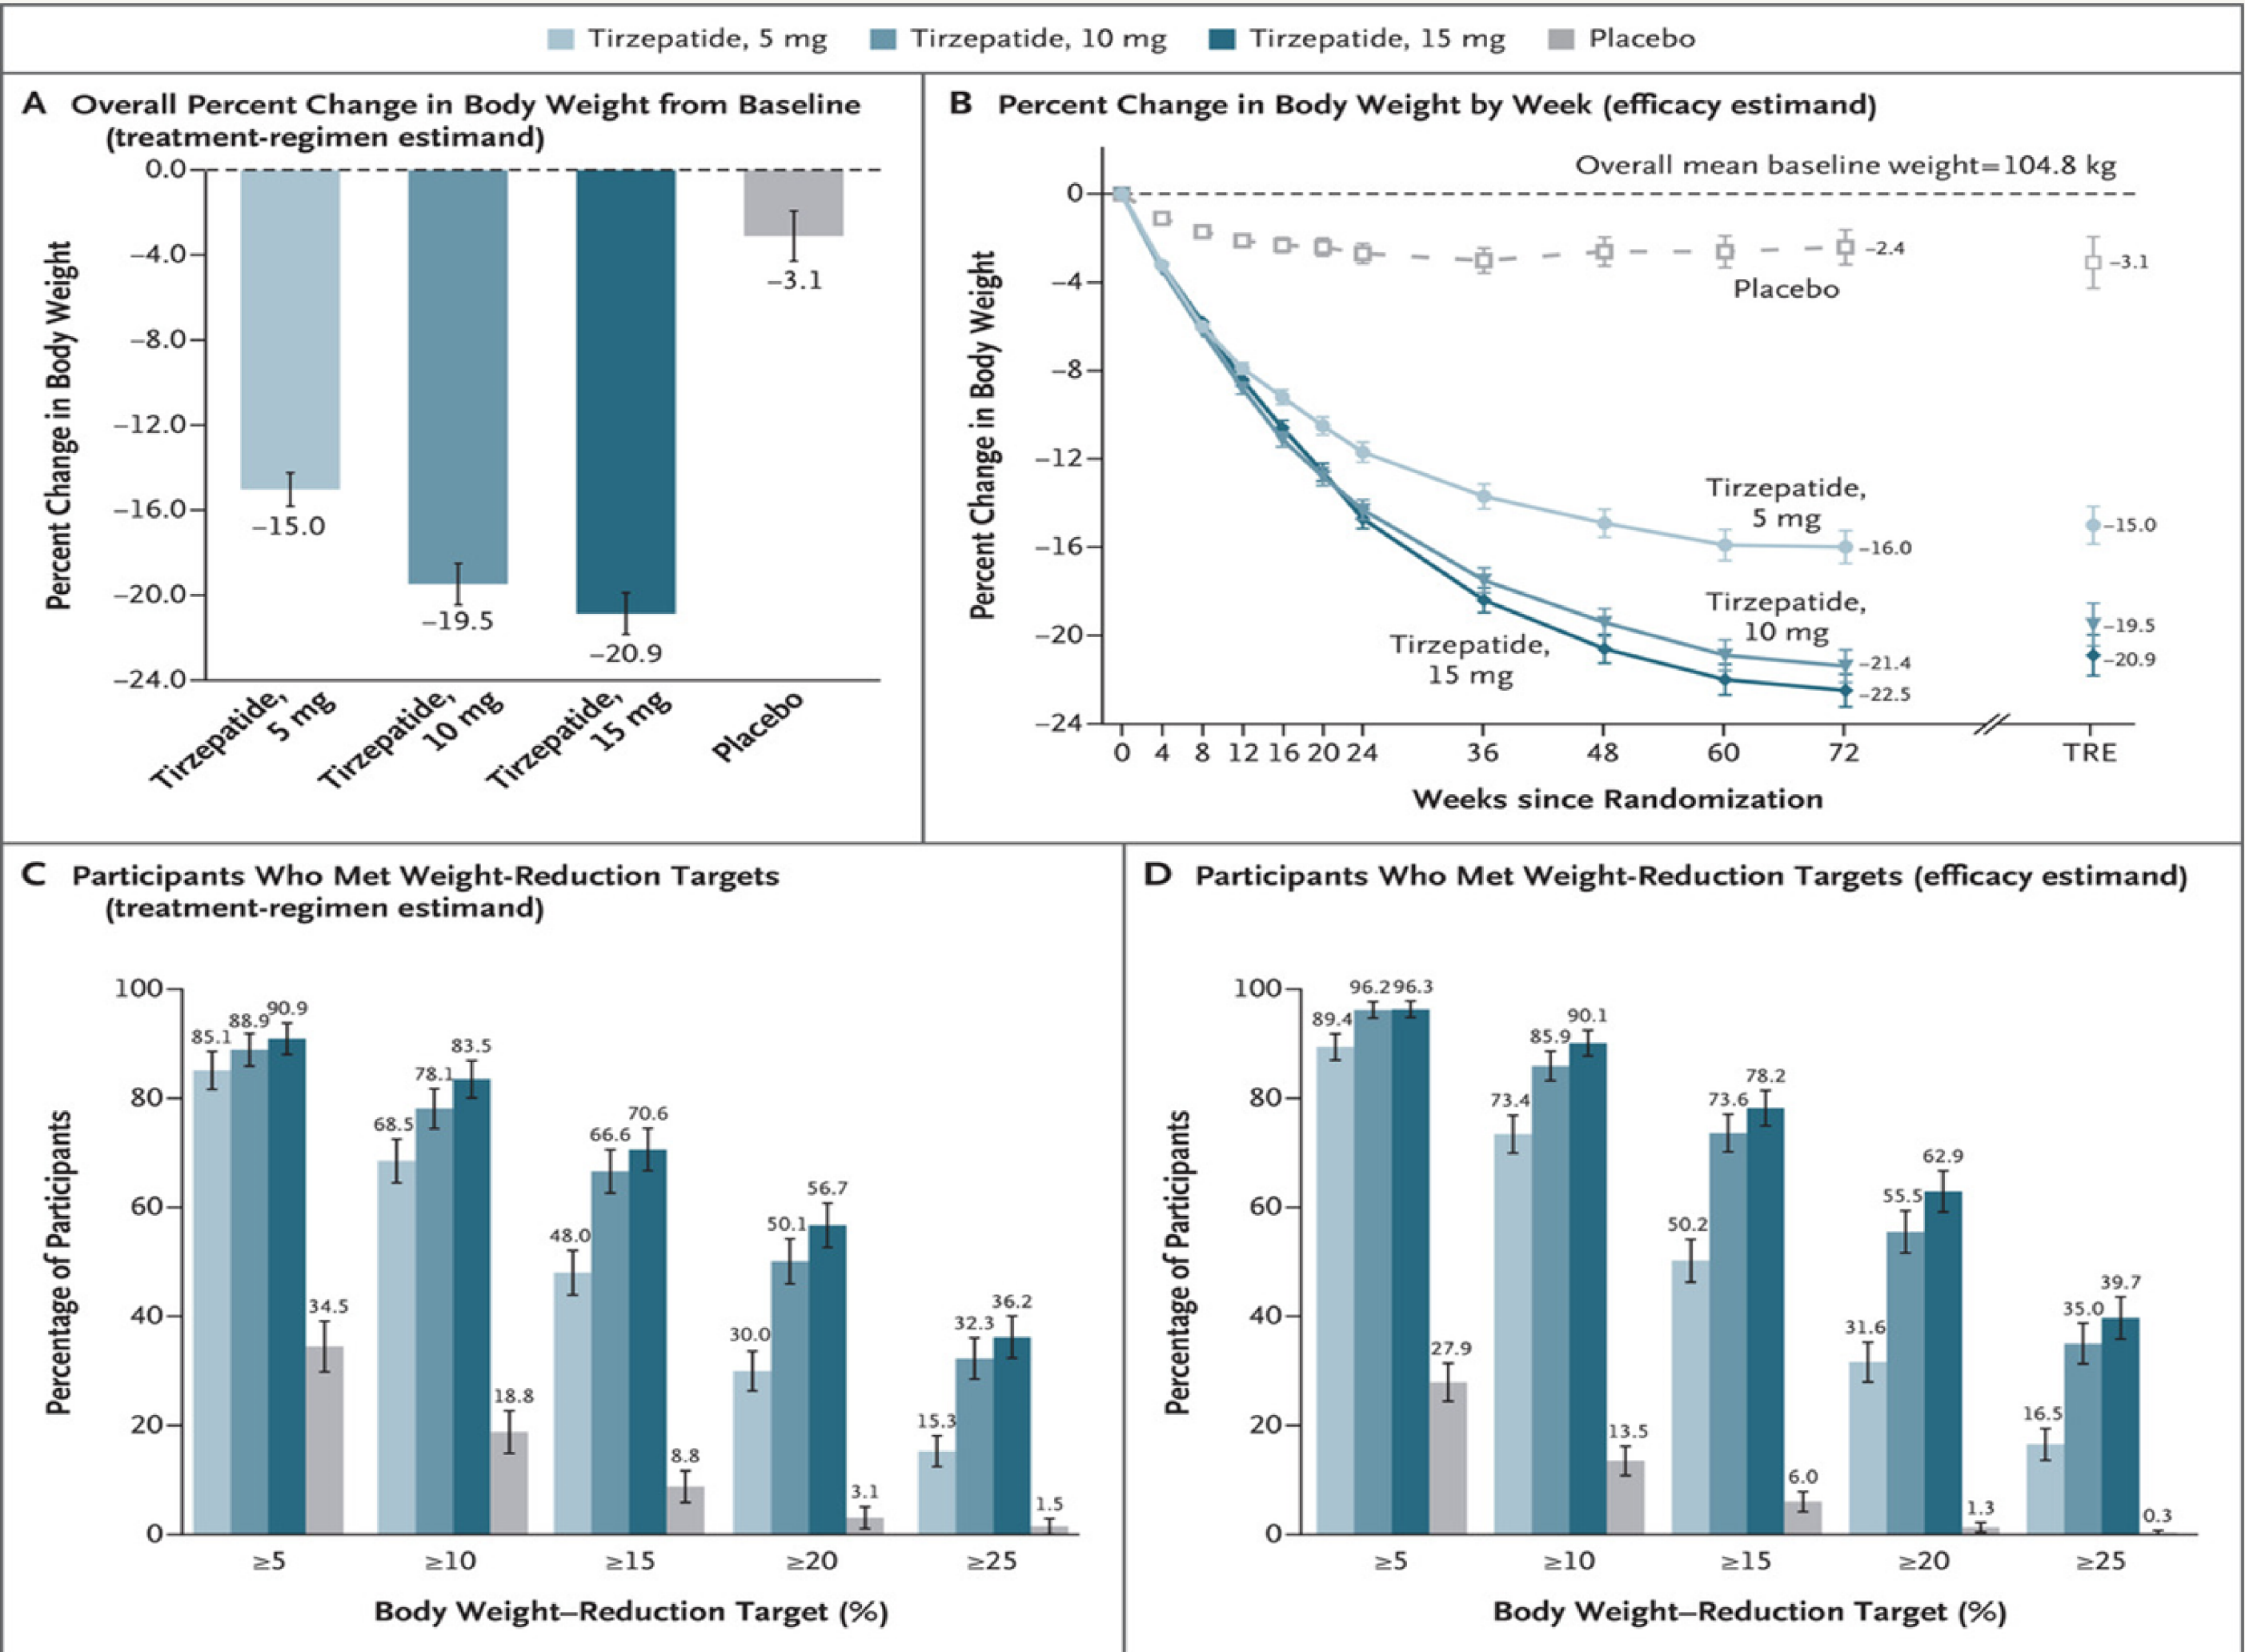 Tirzepatide, 5 mg Tirzepatide, 10 mg Tirzepatide, 15 mg Placebo
A Overall Percent Change in Body Weight from Baseline
(treatment-regimen estimand)
Percent Change in Body Weight
0.0
–4.0
–8.0
–12.0
–16.0
–20.0
–24.0
–15.0
–19.5
–20.9
–3.1
Tirzepatide,
5 mg
Tirzepatide,
10 mg
Tirzepatide,
15 mg
Placebo
B Percent Change in Body Weight by Week (efficacy estimand)
Overall mean baseline weight=104.8 kg
Percent Change in Body Weight
0
–4
–8
–12
–16
–20
–24
–2.4
–3.1
Placebo
Tirzepatide,
5 mg
–15.0
–16.0
Tirzepatide,
10 mg
–19.5
Tirzepatide,
15 mg
–21.4
–20.9
–22.5
0 4 8 12 16 20 24 36 48 60 72 TRE
Weeks since Randomization
C Participants Who Met Weight-Reduction Targets
(treatment-regimen estimand)
Percentage of Participants
100
80
60
40
20
0
85.1 88.9 90.9 34.5
68.5 78.1 83.5 18.8
48.0 66.6 70.6 8.8
30.0 50.1 56.7 3.1
15.3 32.3 36.2 1.5
≥5 ≥10 ≥15 ≥20 ≥25
Body Weight–Reduction Target (%)
D Participants Who Met Weight-Reduction Targets (efficacy estimand)
Percentage of Participants
100
80
60
40
20
0
89.4 96.2 96.3 27.9
73.4 85.9 90.1 13.5
50.2 73.6 78.2 6.0
31.6 55.5 62.9 1.3
16.5 35.0 39.7 0.3
≥5 ≥10 ≥15 ≥20 ≥25
Body Weight–Reduction Target (%)